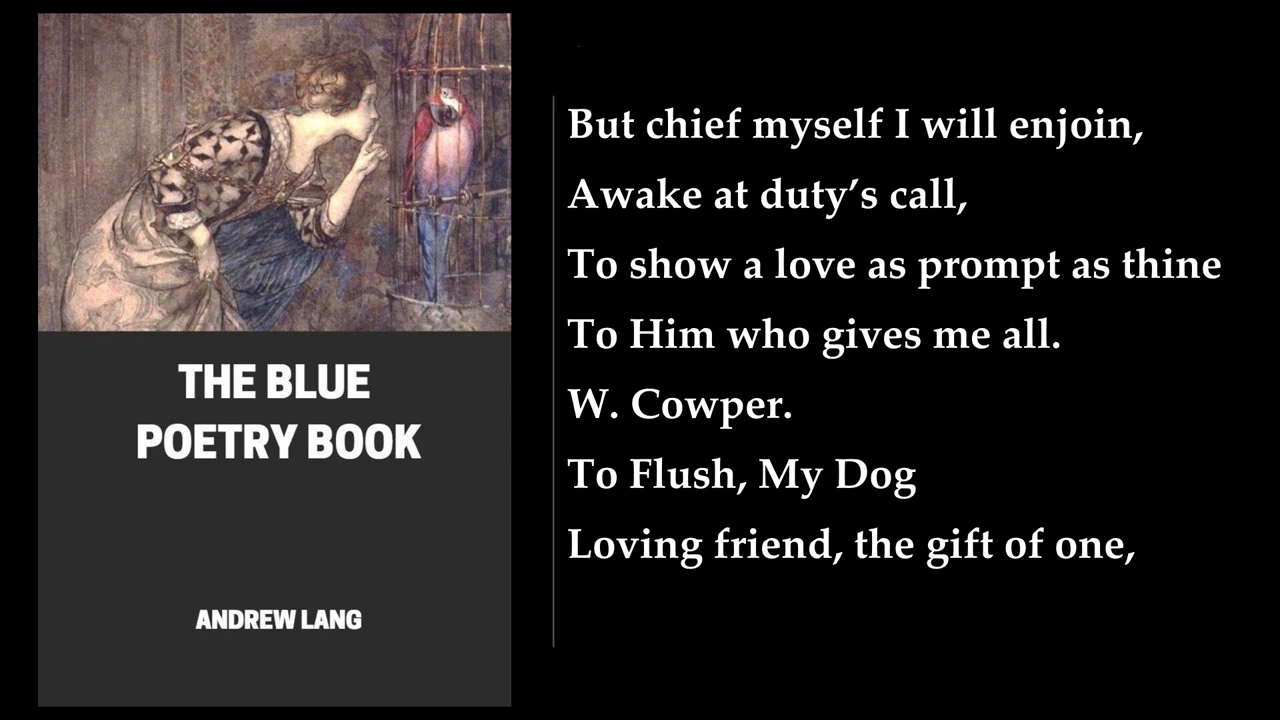 THE BLUE
POETRY BOOK
ANDREW LANG
But chief myself I will enjoin,
Awake at duty’s call,
To show a love as prompt as thine
To Him who gives me all.
W. Cowper.
To Flush, My Dog
Loving friend, the gift of one,